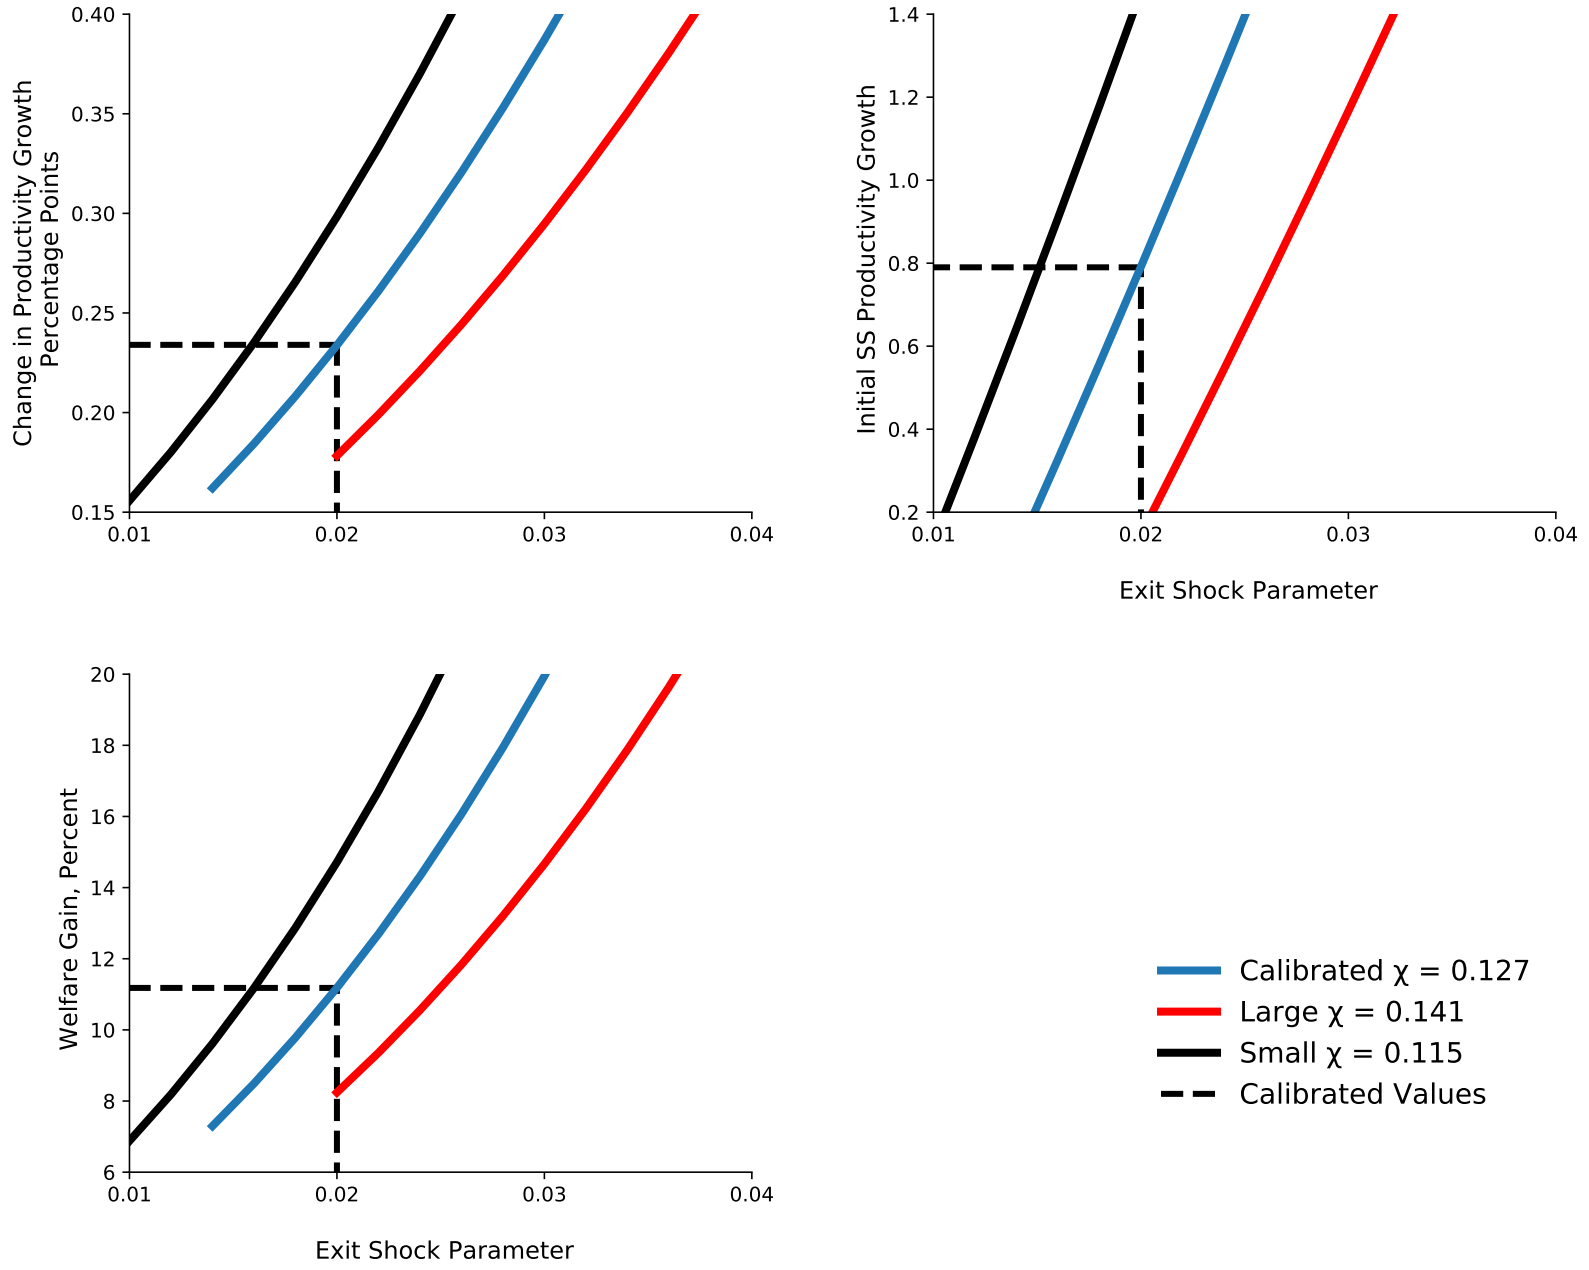 0.40
0.35
0.30
0.25
0.20
0.15
Change in Productivity Growth
Percentage Points
0.01 0.02 0.03 0.04
1.4
1.2
1.0
0.8
0.6
0.4
0.2
Initial SS Productivity Growth
0.01 0.02 0.03 0.04
Exit Shock Parameter
20
18
16
14
12
10
8
6
Welfare Gain, Percent
0.01 0.02 0.03 0.04
Exit Shock Parameter
Calibrated χ = 0.127
Large χ = 0.141
Small χ = 0.115
Calibrated Values